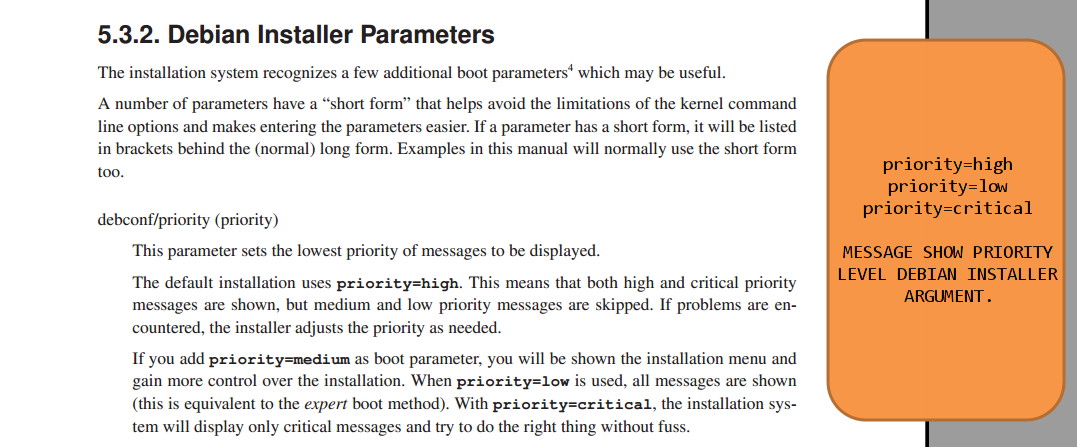 5.3.2. Debian Installer Parameters
The installation system recognizes a few additional boot parameters⁴ which may be useful.
A number of parameters have a “short form” that helps avoid the limitations of the kernel command
line options and makes entering the parameters easier. If a parameter has a short form, it will be listed
in brackets behind the (normal) long form. Examples in this manual will normally use the short form
too.
debconf/priority (priority)
This parameter sets the lowest priority of messages to be displayed.
The default installation uses priority=high. This means that both high and critical priority
messages are shown, but medium and low priority messages are skipped. If problems are en-
countered, the installer adjusts the priority as needed.
If you add priority=medium as boot parameter, you will be shown the installation menu and
gain more control over the installation. When priority=low is used, all messages are shown
(this is equivalent to the expert boot method). With priority=critical, the installation sys-
tem will display only critical messages and try to do the right thing without fuss.
priority=high
priority=low
priority=critical
MESSAGE SHOW PRIORITY
LEVEL DEBIAN INSTALLER
ARGUMENT.